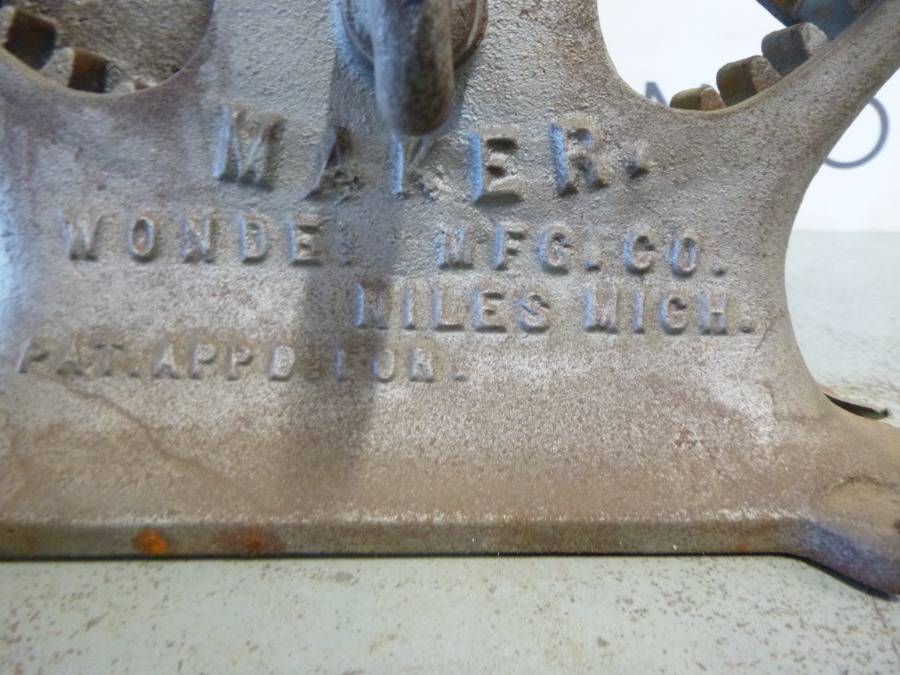 MAKER.
WONDER MFG. CO.
NILES MICH.
PAT. APPD. FOR.